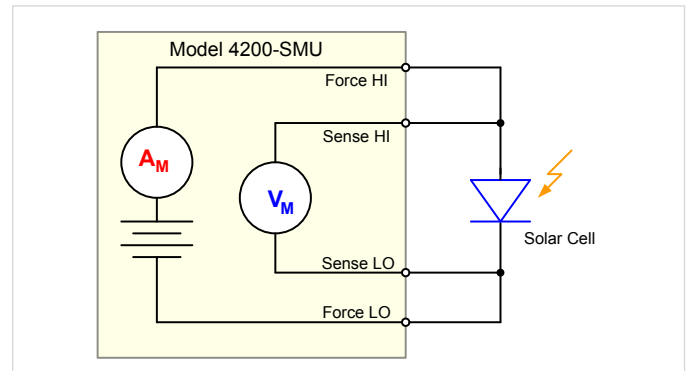 Model 4200-SMU
Force HI
Sense HI
AM
VM
Solar Cell
Sense LO
Force LO